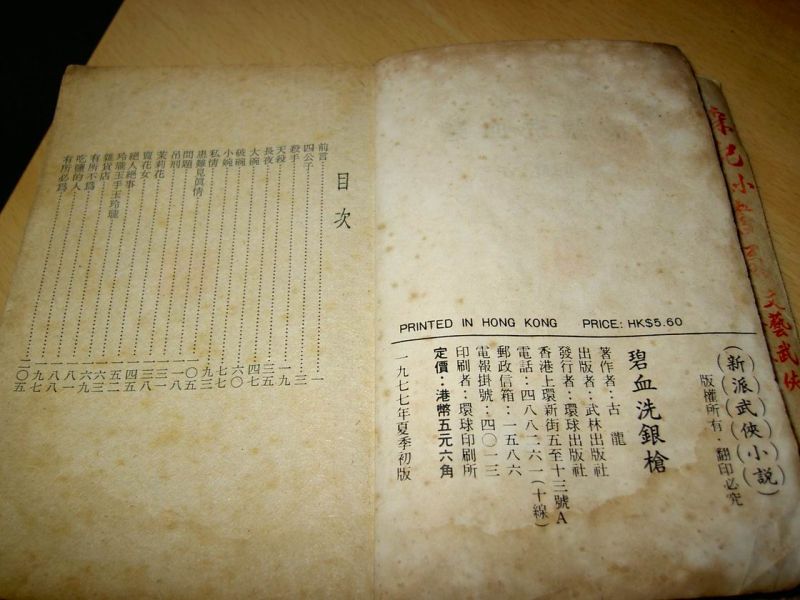 文藝武俠
(新派武俠小說)
版權所有·翻印必究
碧血洗銀槍
著作者:古龍
出版者:武林出版社
發行者:環球出版社
香港上環新街五至十三號A
電話:四八八二六一(十線)
郵政信箱:一五八六
電報掛號:四〇一三
印刷者:環球印刷所
定價:港幣五元六角
一九七七年夏季初版
PRINTED IN HONG KONG PRICE: HK$5.60
目次
前言 一
四公子 三
殺手 一九
天殺 三五
長夜 四七
大碗 六〇
破碗 七七
小碗 九三
私情 一〇五
患難見眞情 一一八
問題 一三一
吊刑 一三八
茉莉花 一四五
賣花女 一五二
絕人絕事 一六三
玲瓏玉手玉玲瓏 一六九
雜貨店 一八一
有所不爲 一八八
吃鹽的人 一九七
有所必爲 二〇五